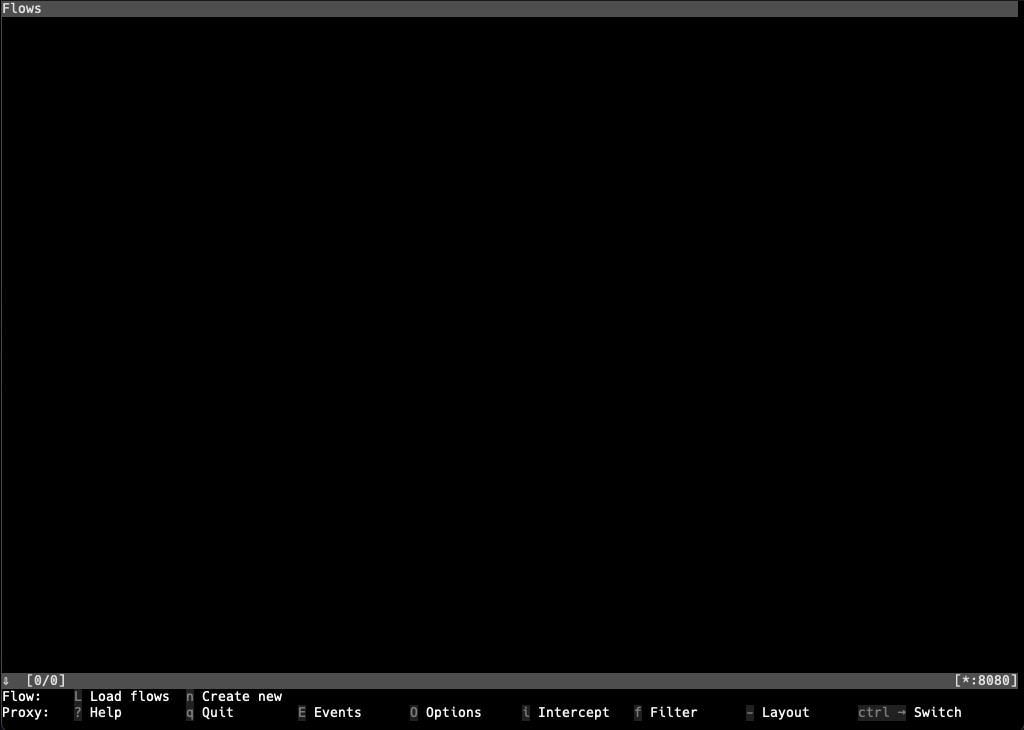 Flows
⇩ [0/0] [*:8080]
Flow: L Load flows n Create new
Proxy: ? Help q Quit E Events O Options i Intercept f Filter - Layout ctrl → Switch